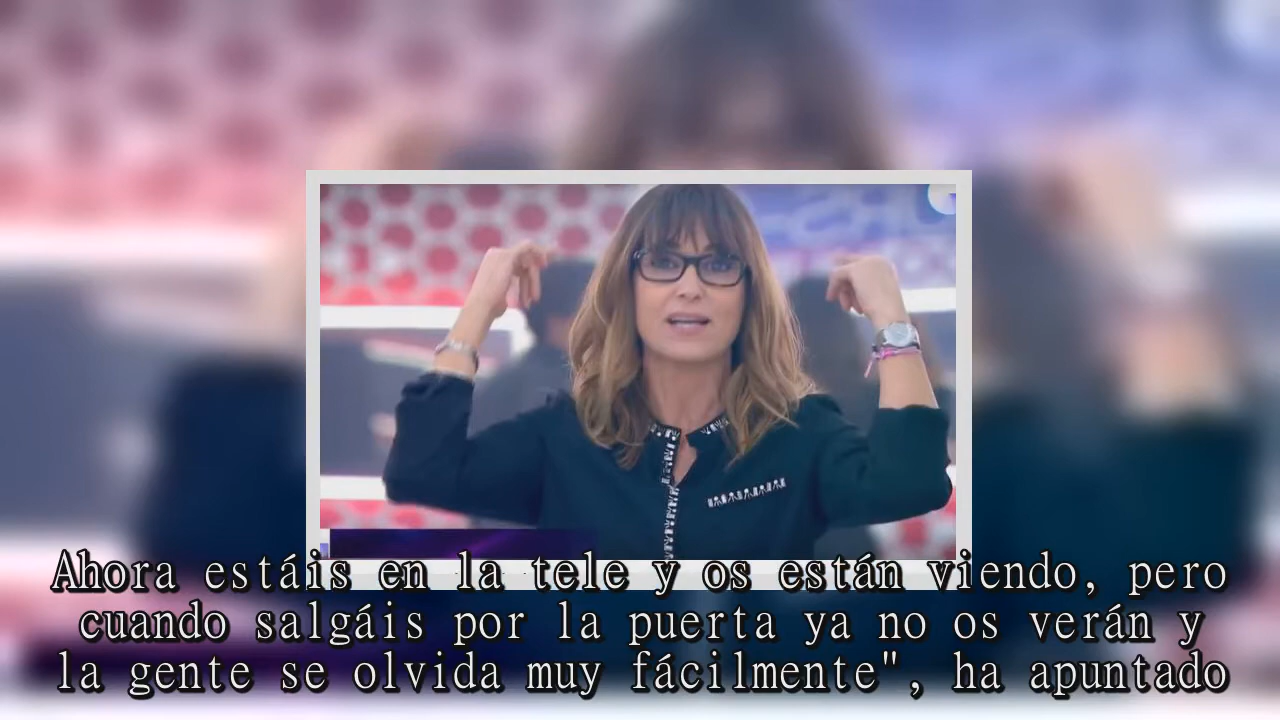 Ahora estáis en la tele y os están viendo, pero
cuando salgáis por la puerta ya no os verán y
la gente se olvida muy fácilmente", ha apuntado